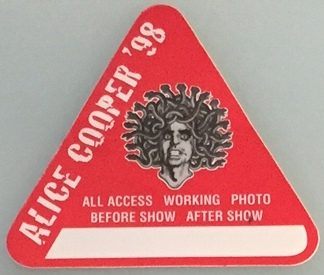 ALICE COOPER '98
ALL ACCESS WORKING PHOTO
BEFORE SHOW AFTER SHOW